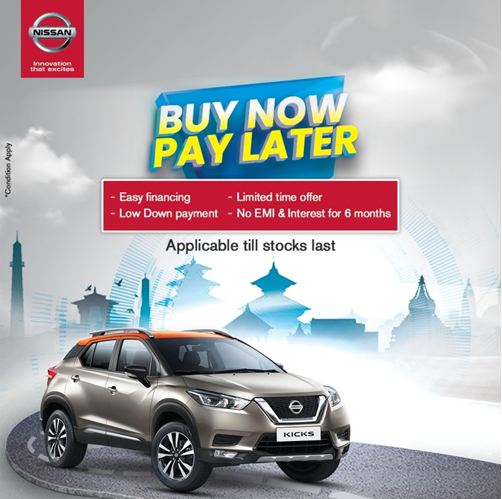 NISSAN
Innovation
that excites
*Condition Apply
BUY NOW
PAY LATER
- Easy financing
- Limited time offer
- Low Down payment
- No EMI & Interest for 6 months
Applicable till stocks last
KICKS